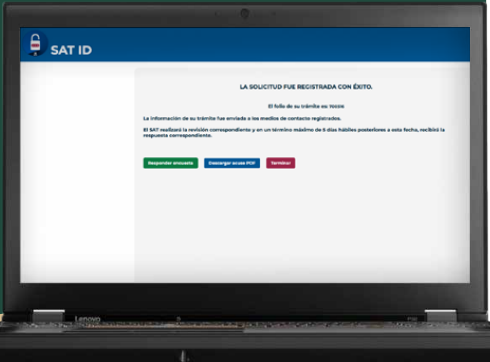 SAT ID
LA SOLICITUD FUE REGISTRADA CON ÉXITO.
El folio de su trámite es:
La información de su trámite fue enviada a los medios de contacto registrados.
El SAT realizará la revisión correspondiente y en un término máximo de 5 días hábiles posteriores a esta fecha, recibirá la
respuesta correspondiente.
Responder encuesta Descargar acuse PDF Terminar
Lenovo